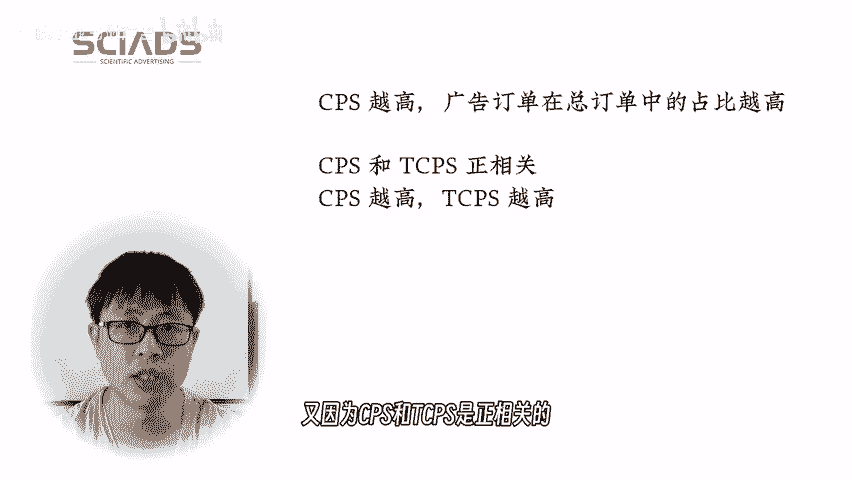 SCIADS
SCIENTIFIC ADVERTISING
CPS 越高，广告订单在总订单中的占比越高
CPS 和 TCPS 正相关
CPS 越高，TCPS 越高
又因为CPS和TCPS是正相关的